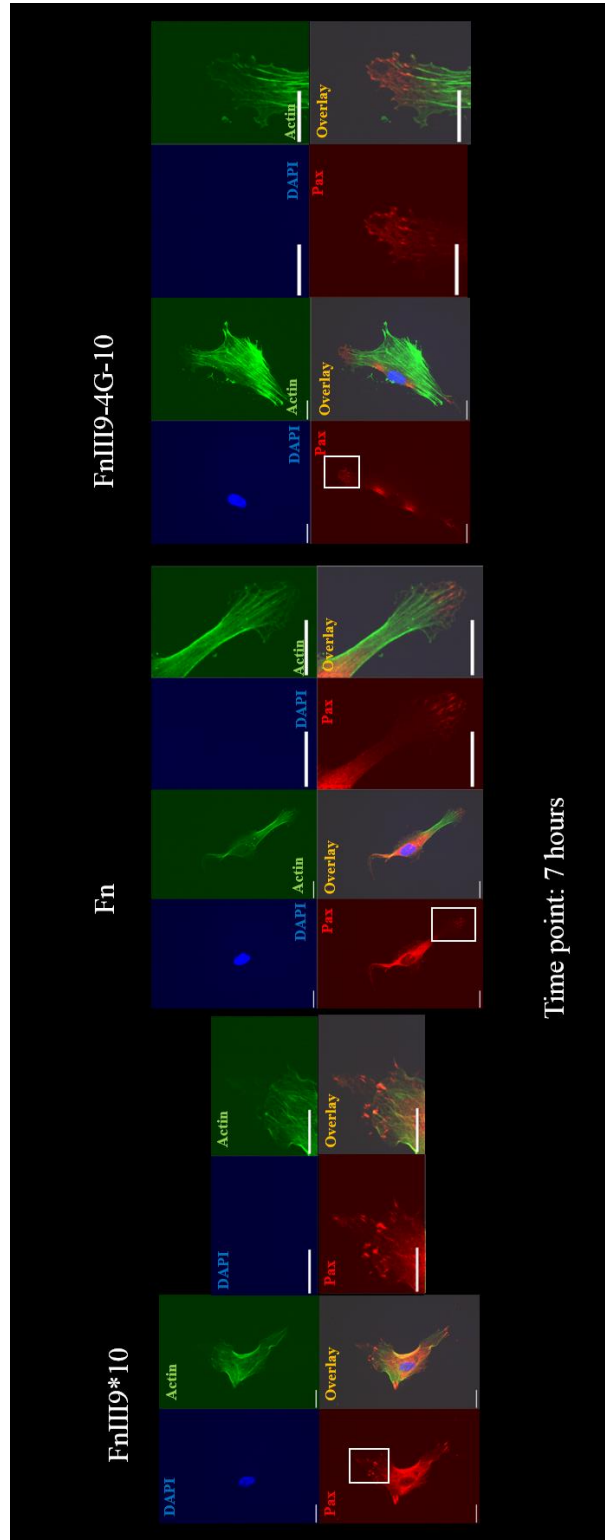 FnIII9*10
DAPI
Actin
DAPI
Actin
Pax
Overlay
Pax
Overlay
Fn
DAPI
Actin
DAPI
Actin
Pax
Overlay
Pax
Overlay
FnIII9-4G-10
DAPI
Actin
DAPI
Actin
Pax
Overlay
Pax
Overlay
Time point: 7 hours